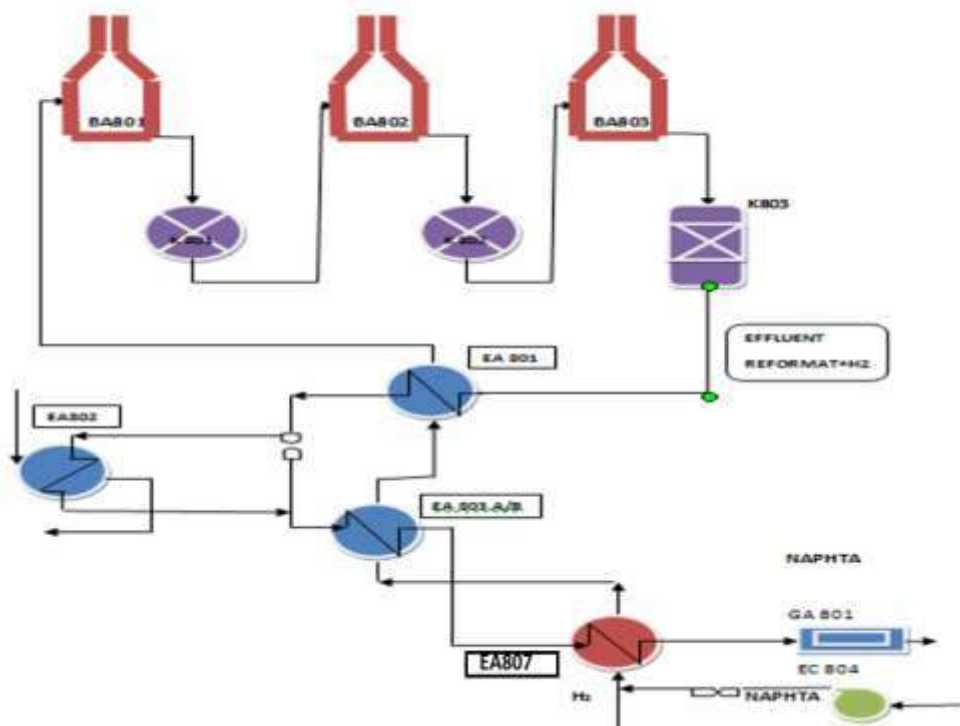 BA801
BA802
BA803
K803
EFFLUENT
REFORMAT+H2
EA 801
EA802
EA 803 A/B
NAPHTA
GA 801
EA807
EC 804
H2
NAPHTA